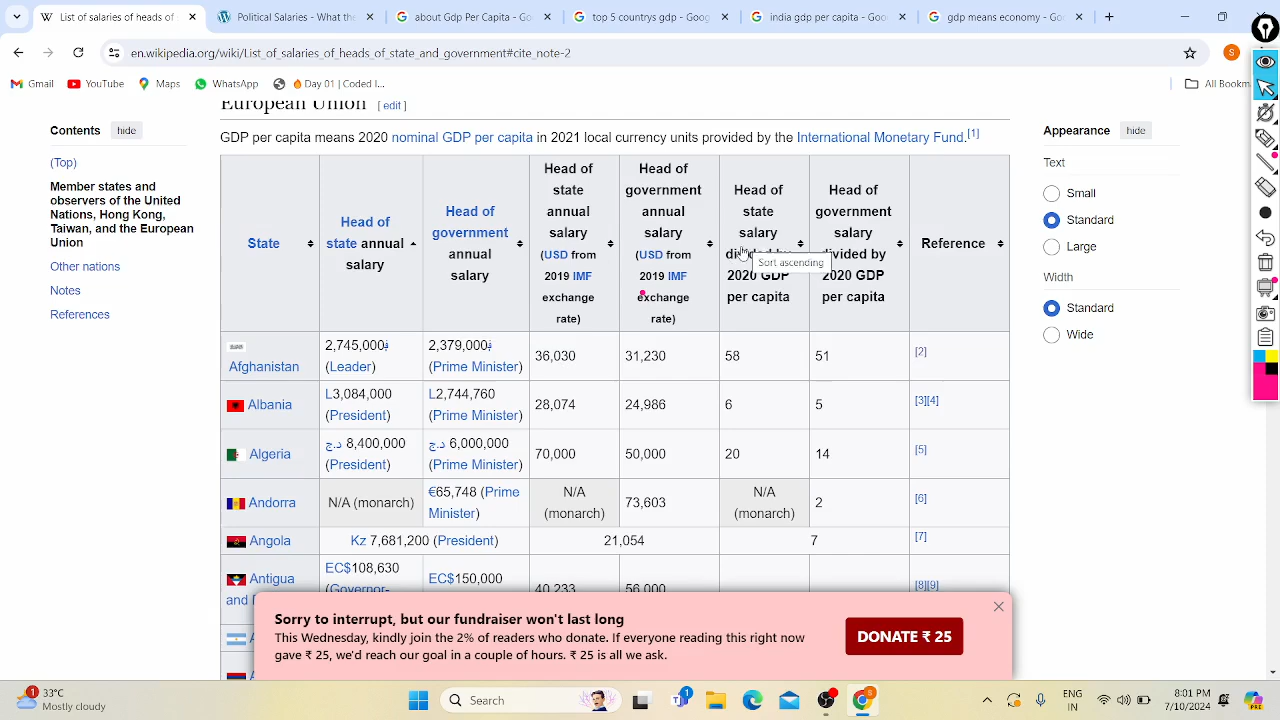 List of salaries of heads of
Political Salary - What the
about GDP Per Capita - Go
top 5 countrys gdp - Goog
india gdp per capita - Goo
gdp means economy - Goo
en.wikipedia.org/wiki/List_of_salaries_of_heads_of_state_and_government#cite_note
S
Gmail
YouTube
Maps
WhatsApp
Day 01 | Coded I...
All Bookm
European Union [ edit ]
GDP per capita means 2020 nominal GDP per capita in 2021 local currency units provided by the International Monetary Fund.[1]
Contents hide
(Top)
Member states and
observers of the United
Nations, Hong Kong,
Taiwan, and the European
Union
Other nations
Notes
References
State
Head of
state annual
salary
Head of
government
annual
salary
Head of
state
annual
salary
(USD from
2019 IMF
exchange
rate)
Head of
government
annual
salary
(USD from
2019 IMF
exchange
rate)
Head of
state
salary
divided by
2020 GDP
per capita
Head of
government
salary
divided by
2020 GDP
per capita
Reference
Sort ascending
Afghanistan
2,745,000؋
(Leader)
2,379,000؋
(Prime Minister)
36,030
31,230
58
51
[2]
Albania
L3,084,000
(President)
L2,744,760
(Prime Minister)
28,074
24,986
6
5
[3][4]
Algeria
د.ج 8,400,000
(President)
د.ج 6,000,000
(Prime Minister)
70,000
50,000
20
14
[5]
Andorra
N/A (monarch)
€65,748 (Prime
Minister)
N/A
(monarch)
73,603
N/A
(monarch)
2
[6]
Angola
Kz 7,681,200 (President)
21,054
7
[7]
Antigua
and
EC$108,630
(Governor-
EC$150,000
40,233
56,000
[8][9]
Appearance hide
Text
Small
Standard
Large
Width
Standard
Wide
Sorry to interrupt, but our fundraiser won't last long
This Wednesday, kindly join the 2% of readers who donate. If everyone reading this right now
gave ₹ 25, we'd reach our goal in a couple of hours. ₹ 25 is all we ask.
DONATE ₹ 25
1
33°C
Mostly cloudy
Search
1
S
ENG
IN
8:01 PM
7/10/2024
PRE